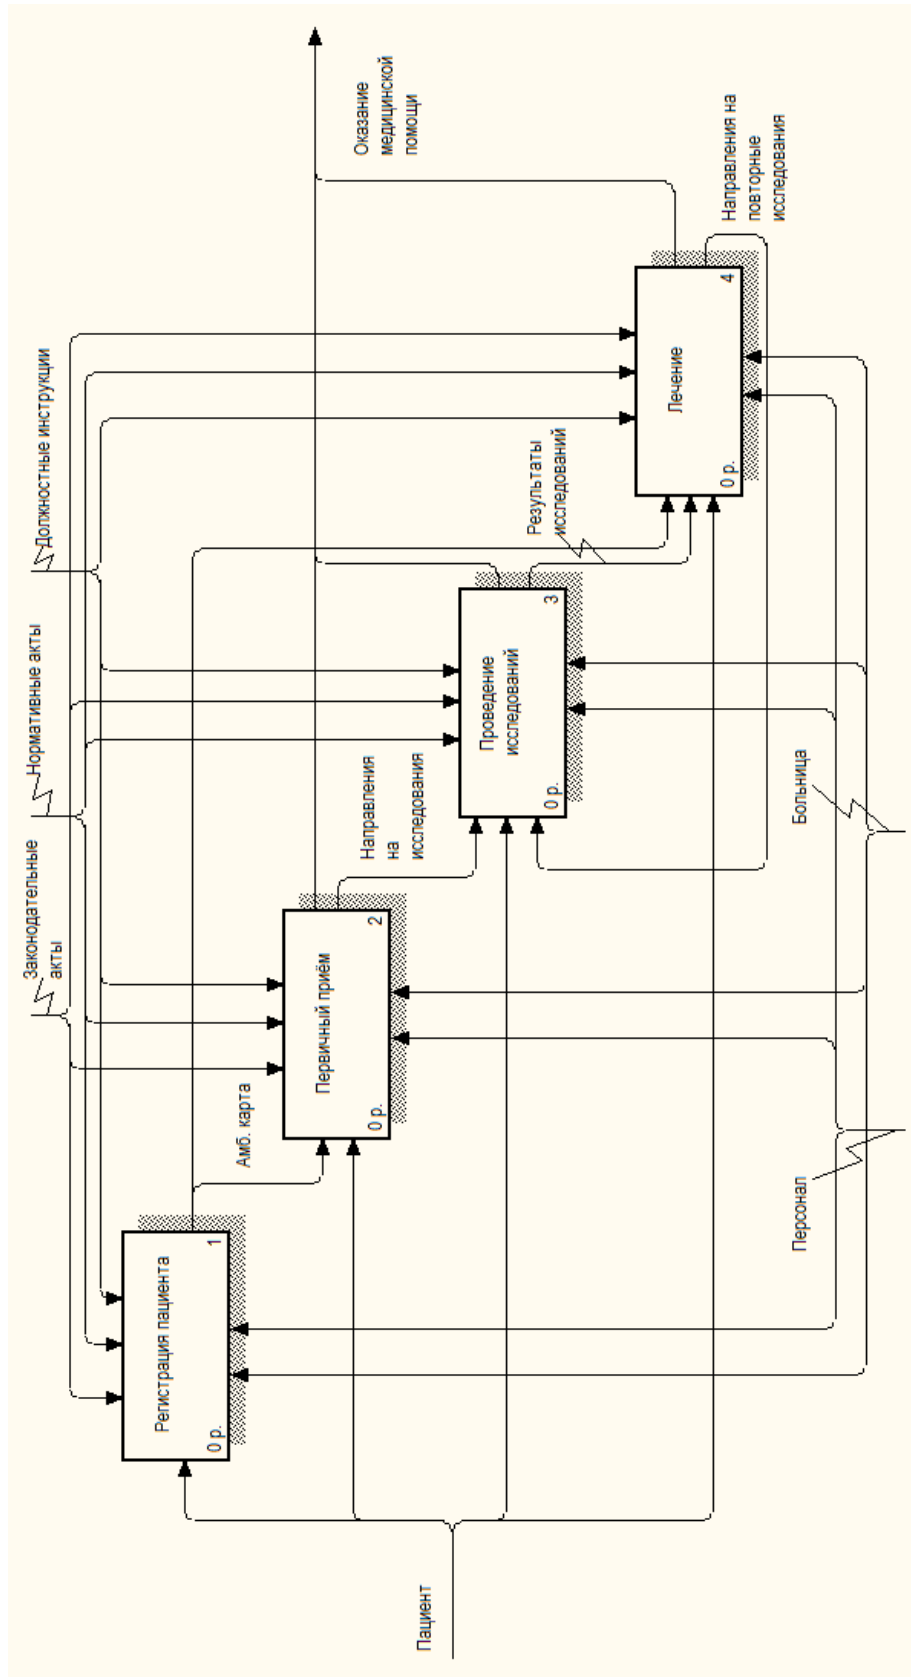 Законодательные
акты
Нормативные акты
Должностные инструкции
Оказание
медицинской
помощи
Регистрация пациента
0 р.
1
Амб. карта
Первичный приём
0 р.
2
Направления
на
исследования
Проведение
исследований
0 р.
3
Результаты
исследований
Лечение
0 р.
4
Направления на
повторные
исследования
Пациент
Персонал
Больница